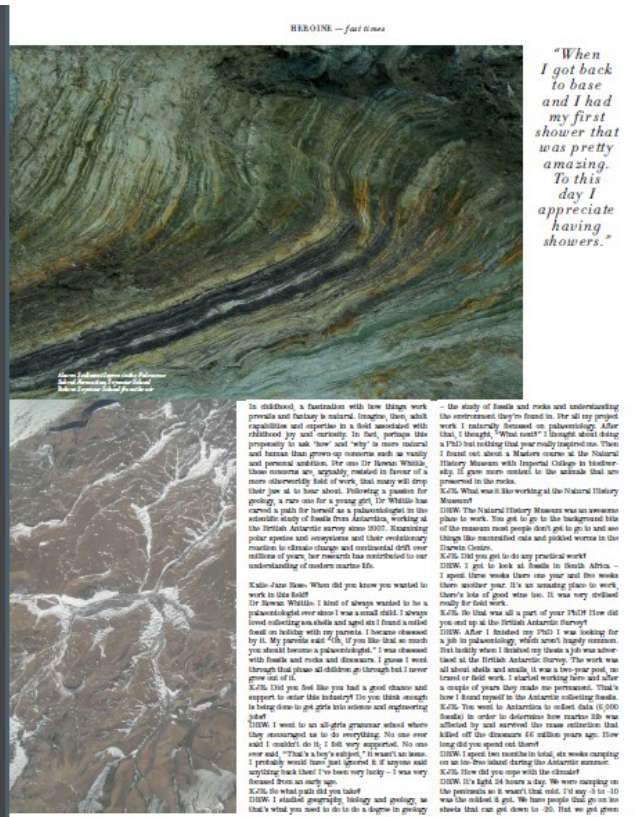 HEROINE — fast times
"When
I got back
to base
and I had
my first
shower that
was pretty
amazing.
To this
day I
appreciate
having
showers."
Above: Sediment layers in the
Below: Seymour Island from the air
In childhood, a fascination with how things work
prevails and fantasy is natural. Imagine, then, adult
capabilities and expertise in a field associated with
childhood joy and curiosity. In fact, perhaps this
propensity to ask 'how' and 'why' is more natural
and human than grown-up concerns such as vanity
and personal ambition. For one Dr Rowan Whittle,
those concerns are, arguably, resisted in favour of a
more otherworldly field of work, that many will drop
their jaw at to hear about. Following a passion for
geology, a rare one for a young girl, Dr Whittle has
carved a path for herself as a palaeontologist in the
scientific study of fossils from Antarctica, working at
the British Antarctic survey since 2007. Examining
polar species and ecosystems and their evolutionary
reaction to climate change and continental drift over
millions of years, her research has contributed to our
understanding of modern marine life.
Katie-Jane Rose: When did you know you wanted to
work in this field?
Dr Rowan Whittle: I kind of always wanted to be a
palaeontologist ever since I was a small child. I always
loved collecting sea shells and aged six I found a coiled
fossil on holiday with my parents. I became obsessed
by it. My parents said "Oh, if you like that so much
you should become a palaeontologist." I was obsessed
with fossils and rocks and dinosaurs. I guess I went
through that phase all children go through but I never
grew out of it.
KJR: Did you feel like you had a good chance and
support to enter this industry? Do you think enough
is being done to get girls into science and engineering
jobs?
DRW: I went to an all-girls grammar school where
they encouraged us to do everything. No one ever
said I couldn't do it; I felt very supported. No one
ever said, "That's a boy's subject," it wasn't an issue.
I probably would have just ignored it if anyone said
anything back then! I've been very lucky – I was very
focused from an early age.
KJR: So what path did you take?
DRW: I studied geography, biology and geology, as
that's what you need to do to do a degree in geology
– the study of fossils and rocks and understanding
the environment they're found in. For all my project
work I naturally focused on palaeontology. After
that, I thought, "What next?" I thought about doing
a PhD but nothing that year really inspired me. Then
I found out about a Masters course at the Natural
History Museum with Imperial College in biodiver-
sity. It gave more context to the animals that are
preserved in the rocks.
KJR: What was it like working at the Natural History
Museum?
DRW: The Natural History Museum was an awesome
place to work. You got to go to the background bits
of the museum most people don't get to go to and see
things like mummified cats and pickled worms in the
Darwin Centre.
KJR: Did you get to do any practical work?
DRW: I got to look at fossils in South Africa –
I spent three weeks there one year and five weeks
there another year. It's an amazing place to work,
there's lots of good wine too. It was very civilised
really for field work.
KJR: So that was all a part of your PhD? How did
you end up at the British Antarctic Survey?
DRW: After I finished my PhD I was looking for
a job in palaeontology, which aren't hugely common.
But luckily when I finished my thesis a job was adver-
tised at the British Antarctic Survey. The work was
all about shells and snails, it was a two-year post, no
travel or field work. I started working here and after
a couple of years they made me permanent. That's
how I found myself in the Antarctic collecting fossils.
KJR: You went to Antarctica to collect data (6,000
fossils) in order to determine how marine life was
affected by and survived the mass extinction that
killed off the dinosaurs 66 million years ago. How
long did you spend out there?
DRW: I spent two months in total, six weeks camping
on an ice-free island during the Antarctic summer.
KJR: How did you cope with the climate?
DRW: It's light 24 hours a day. We were camping on
the peninsula so it wasn't that cold. I'd say -5 to -10
was the coldest it got. We have people that go on ice
sheets that can get down to -20. But we get given